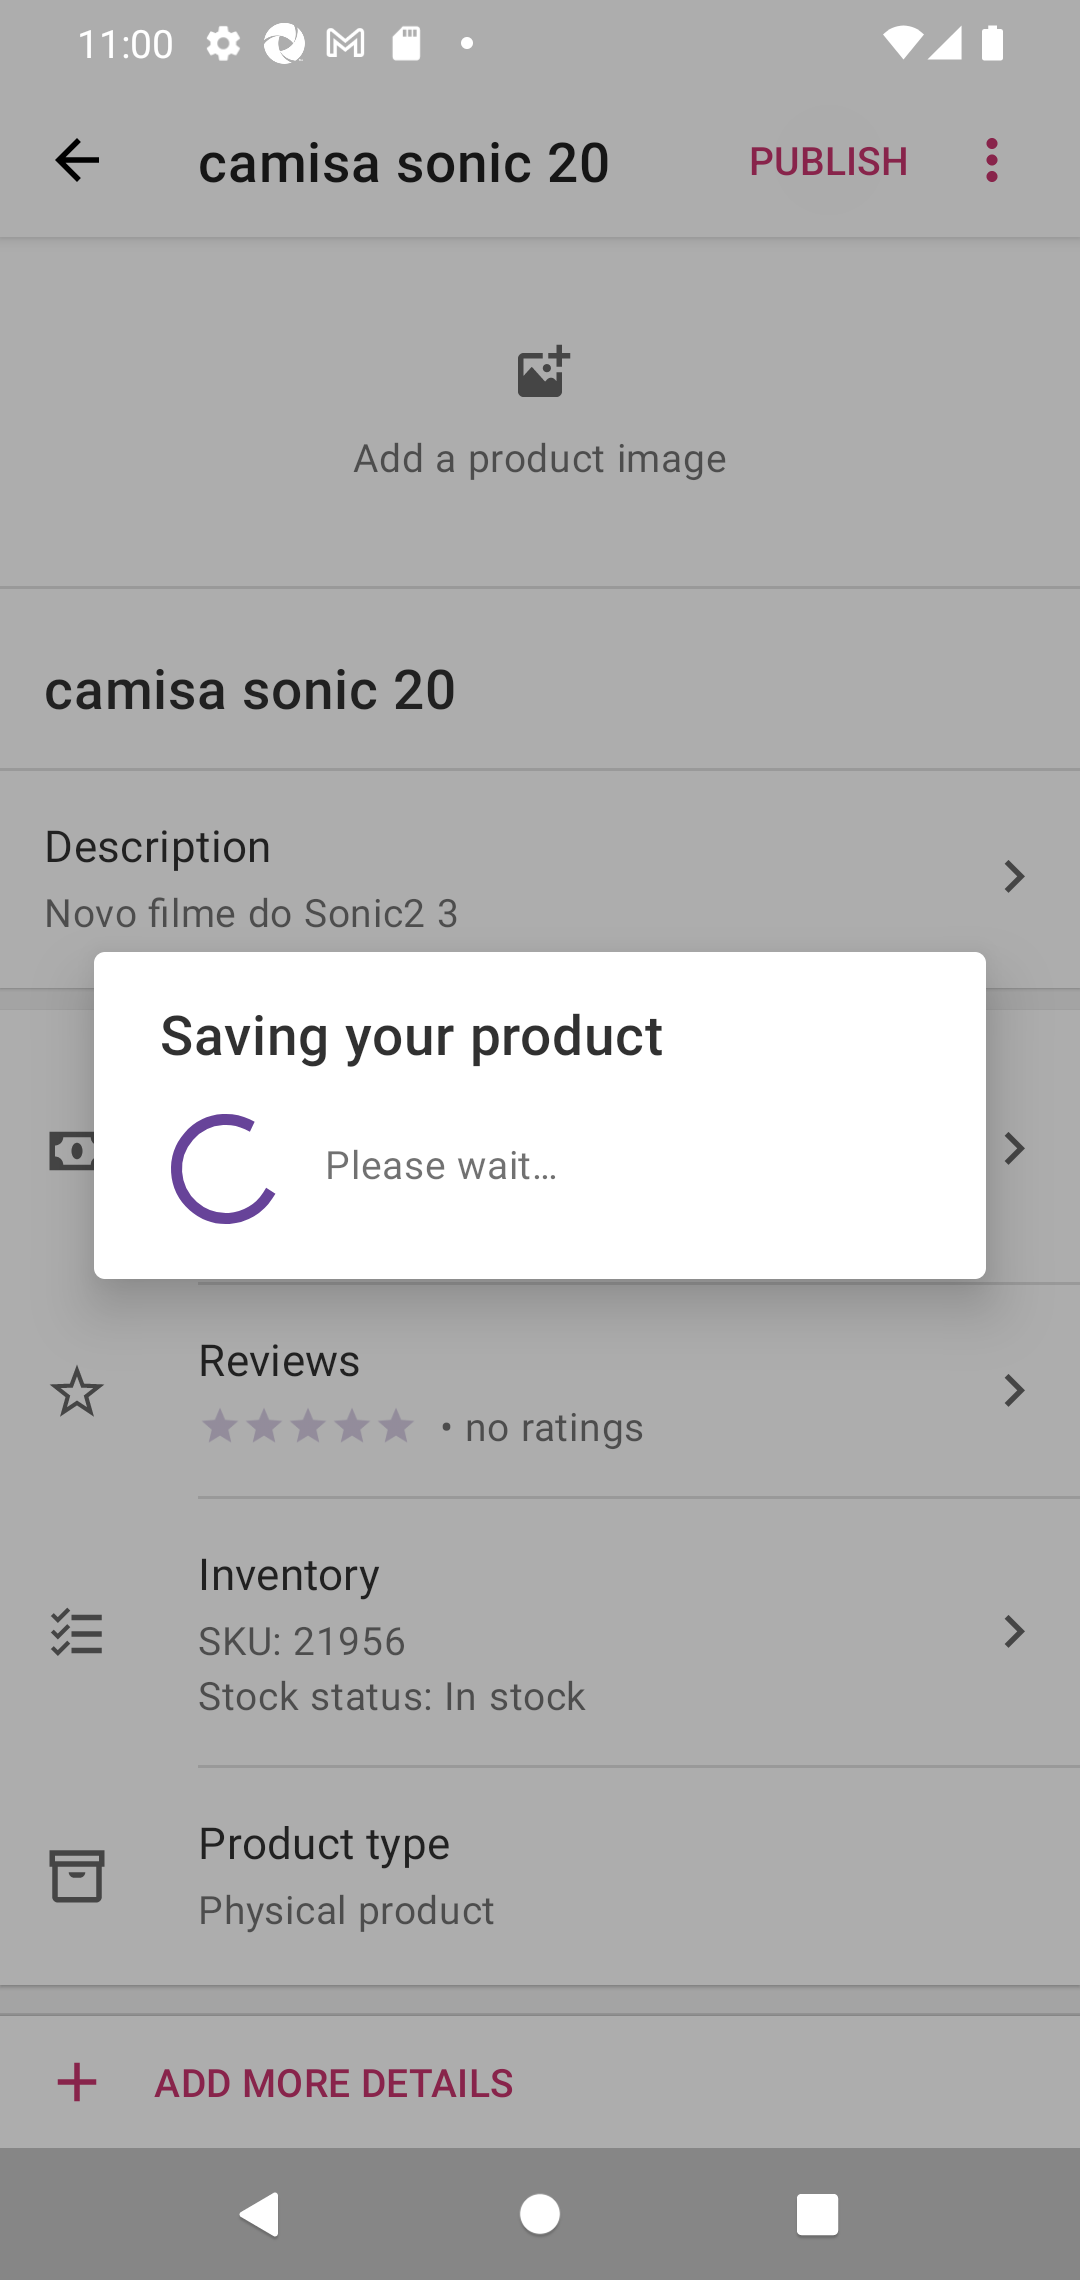 11:00
camisa sonic 20
PUBLISH
Add a product image
camisa sonic 20
Description
Novo filme do Sonic2 3
Saving your product
Please wait…
Reviews
• no ratings
Inventory
SKU: 21956
Stock status: In stock
Product type
Physical product
ADD MORE DETAILS